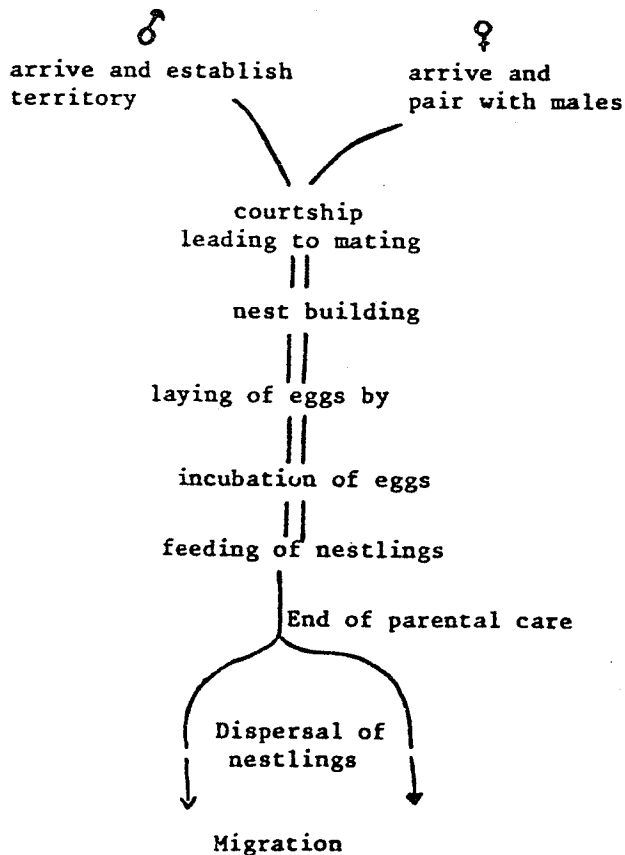 ♂
arrive and establish
territory
♀
arrive and
pair with males
courtship
leading to mating
nest building
laying of eggs by
incubation of eggs
feeding of nestlings
End of parental care
Dispersal of
nestlings
Migration